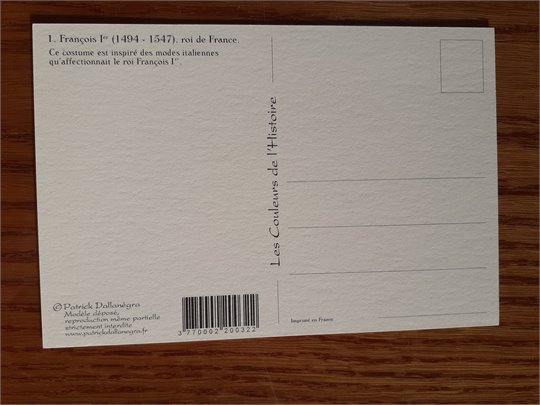 1. François Iᵉʳ (1494 - 1547), roi de France.
Ce costume est inspiré des modes italiennes
qu'affectionnait le roi François Iᵉʳ.
Les Couleurs de l'Histoire
© Patrick Dallanégra
Modèle déposé,
reproduction même partielle
strictement interdite
www.patrickdallanegra.fr
3 770002 200322
Imprimé en France